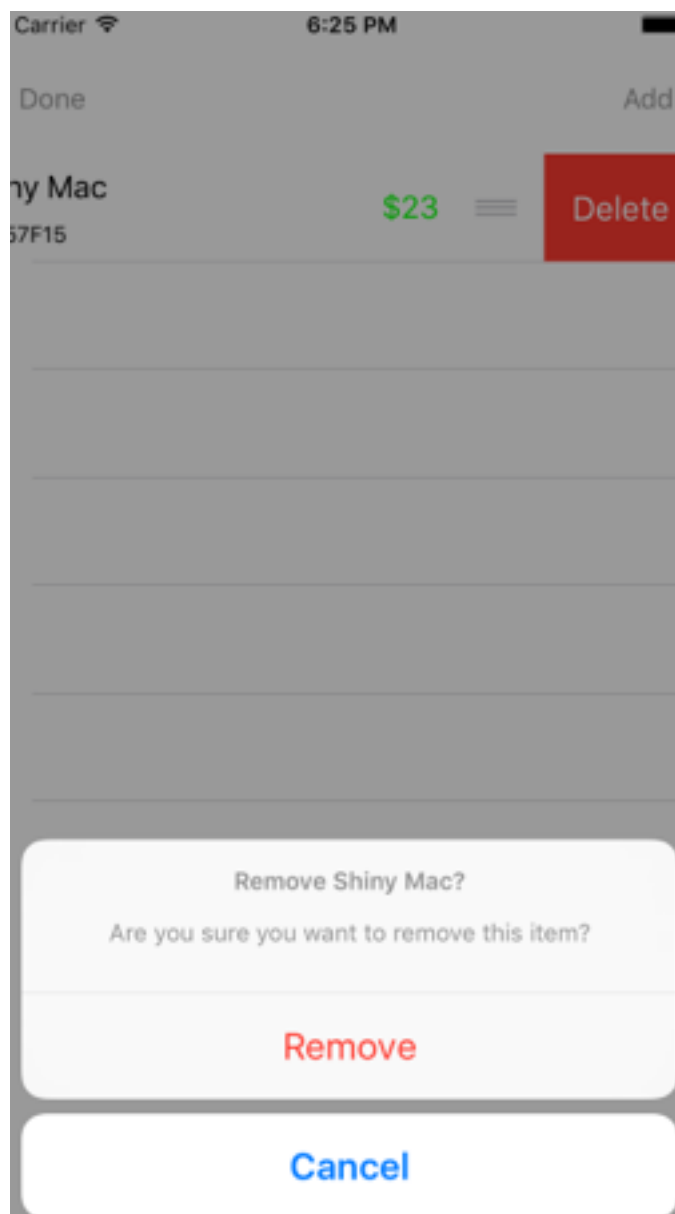 Carrier 6:25 PM
Done Add
ny Mac $23 Delete
57F15
Remove Shiny Mac?
Are you sure you want to remove this item?
Remove
Cancel